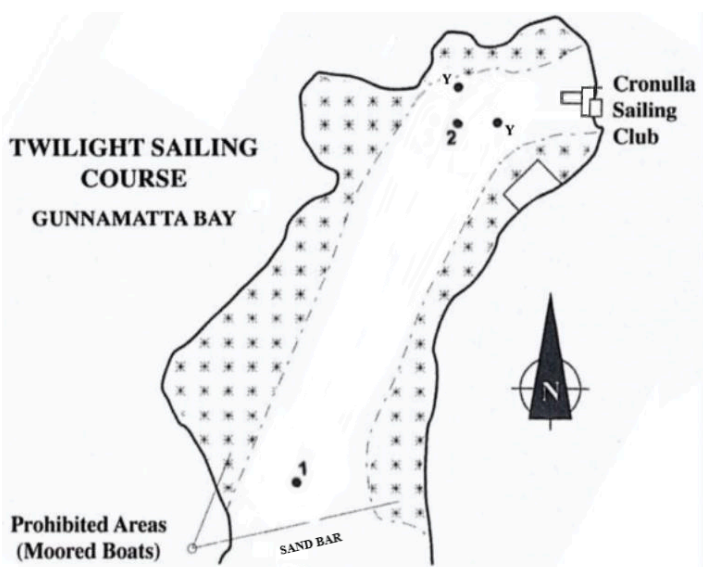 Y
Cronulla
Sailing
Club
2
Y
TWILIGHT SAILING
COURSE
GUNNAMATTA BAY
N
1
Prohibited Areas
(Moored Boats)
SAND BAR